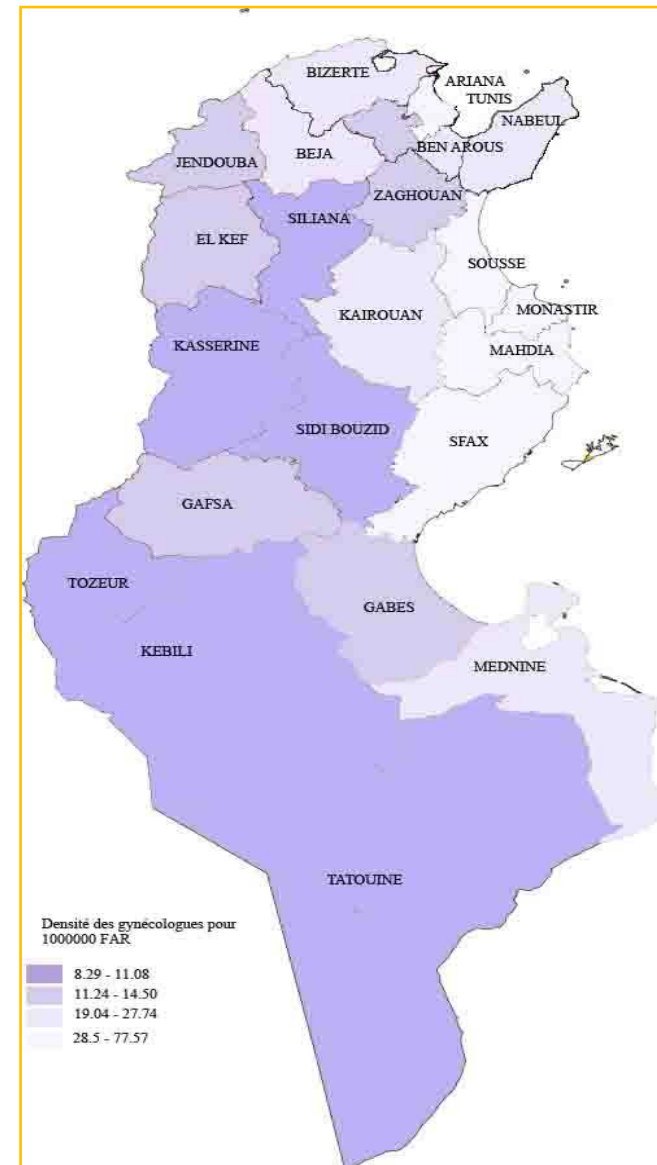 BIZERTE
ARIANA
TUNIS
NABEUL
BEN AROUS
BEJA
JENDOUBA
ZAGHOUAN
SILIANA
EL KEF
SOUSSE
MONASTIR
KAIROUAN
MAHDIA
KASSERINE
SIDI BOUZID
SFAX
GAFSA
TOZEUR
GABES
KEBILI
MEDNINE
TATOUINE
Densité des gynécologues pour
1000000 FAR
8.29 - 11.08
11.24 - 14.50
19.04 - 27.74
28.5 - 77.57